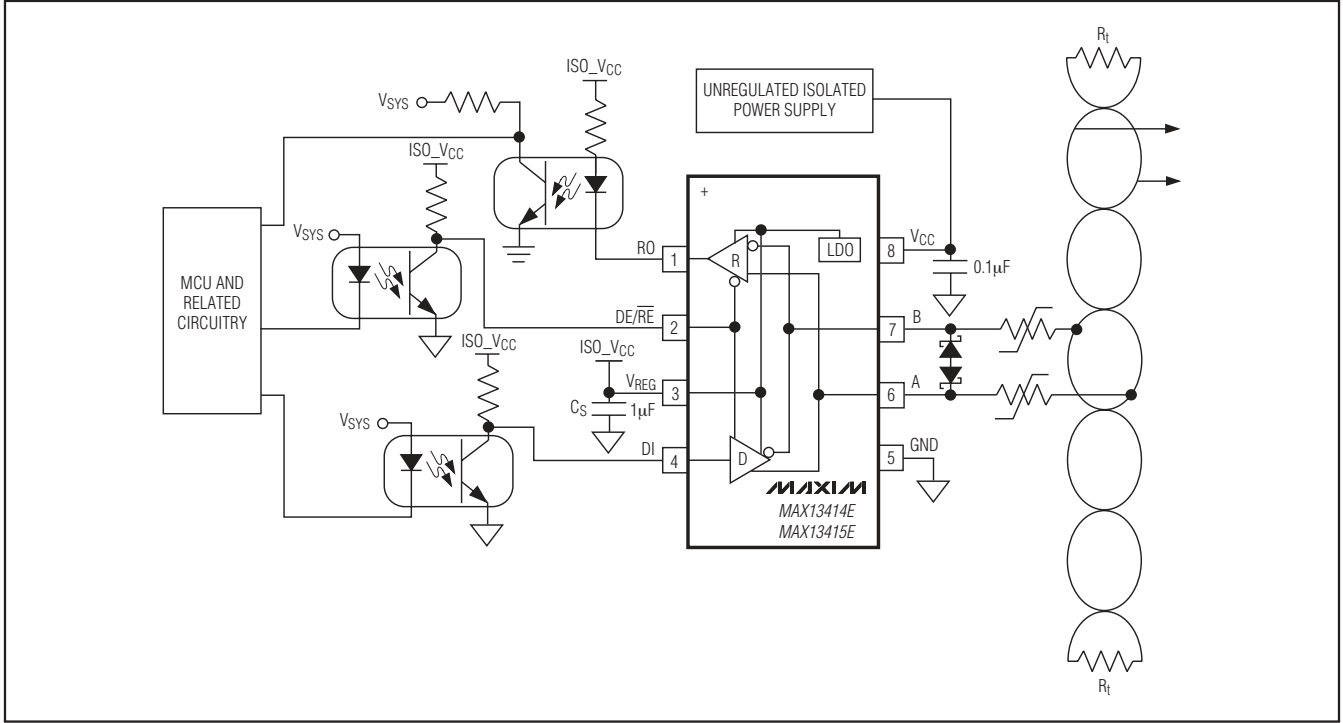 Rt
ISO_VCC
UNREGULATED ISOLATED
POWER SUPPLY
VSYS
ISO_VCC
+
VSYS
RO
1
R
LDO
8
VCC
0.1µF
MCU AND
RELATED
CIRCUITRY
DE/RE
2
7
B
ISO_VCC
ISO_VCC
VREG
3
6
A
CS
1µF
VSYS
DI
4
D
5
GND
MAXIM
MAX13414E
MAX13415E
Rt